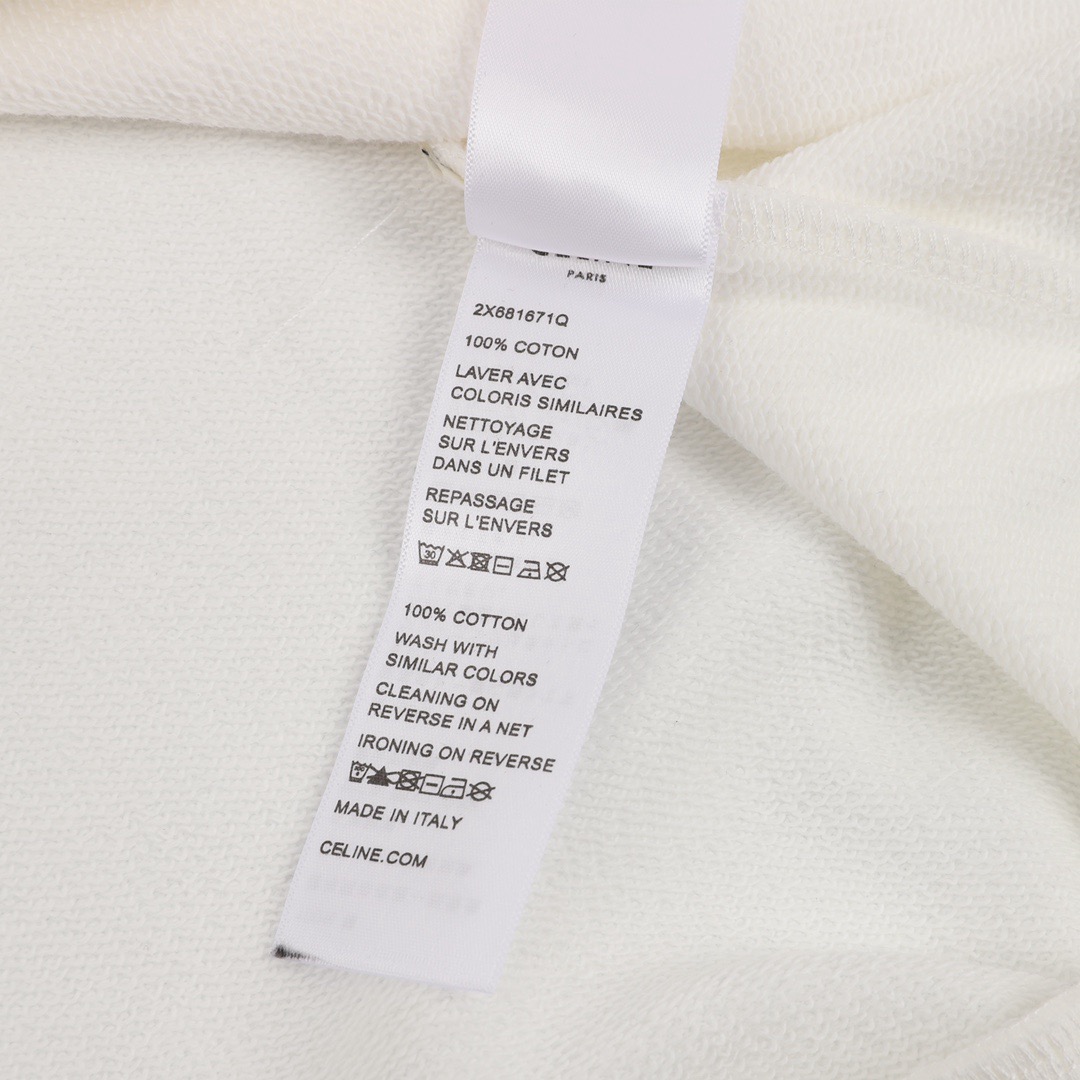 PARIS
2X681671Q
100% COTON
LAVER AVEC
COLORIS SIMILAIRES
NETTOYAGE
SUR L'ENVERS
DANS UN FILET
REPASSAGE
SUR L'ENVERS
30
100% COTTON
WASH WITH
SIMILAR COLORS
CLEANING ON
REVERSE IN A NET
IRONING ON REVERSE
MADE IN ITALY
CELINE.COM